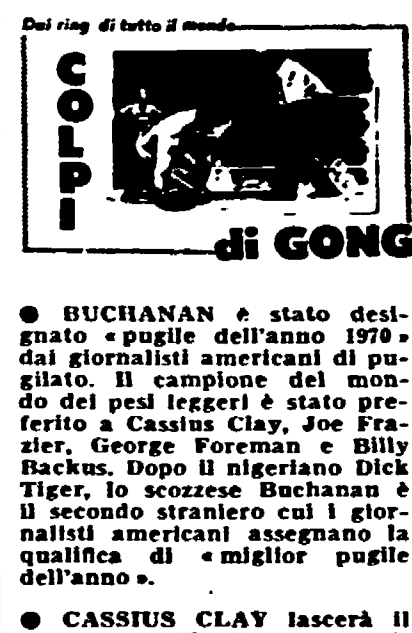 Dai ring di tutto il mondo
COLPI
di GONG
● BUCHANAN è stato desi-
gnato « pugile dell'anno 1970 »
dai giornalisti americani di pu-
gilato. Il campione del mon-
do dei pesi leggeri è stato pre-
ferito a Cassius Clay, Joe Fra-
zier, George Foreman e Billy
Backus. Dopo il nigeriano Dick
Tiger, lo scozzese Buchanan è
il secondo straniero cui i gior-
nalisti americani assegnano la
qualifica di « miglior pugile
dell'anno ».
● CASSIUS CLAY lascerà il